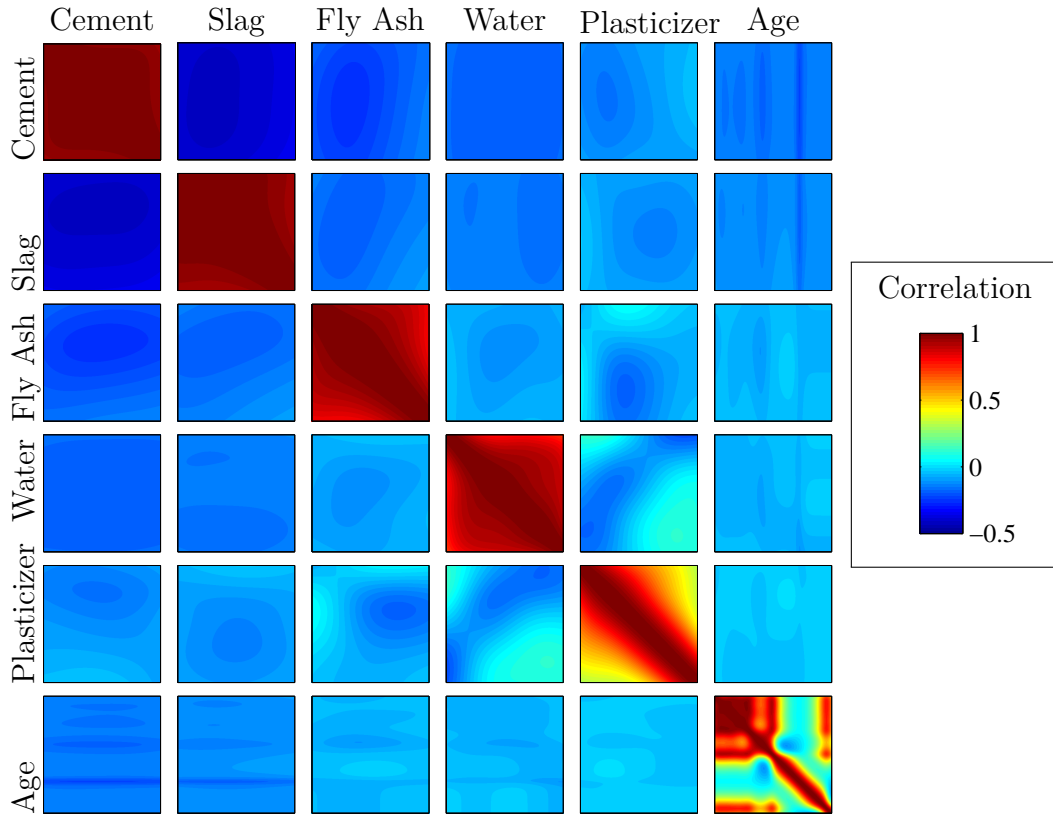 Cement Slag Fly Ash Water Plasticizer Age
Cement
Slag
Fly Ash
Water
Plasticizer
Age
Correlation
1
0.5
0
−0.5